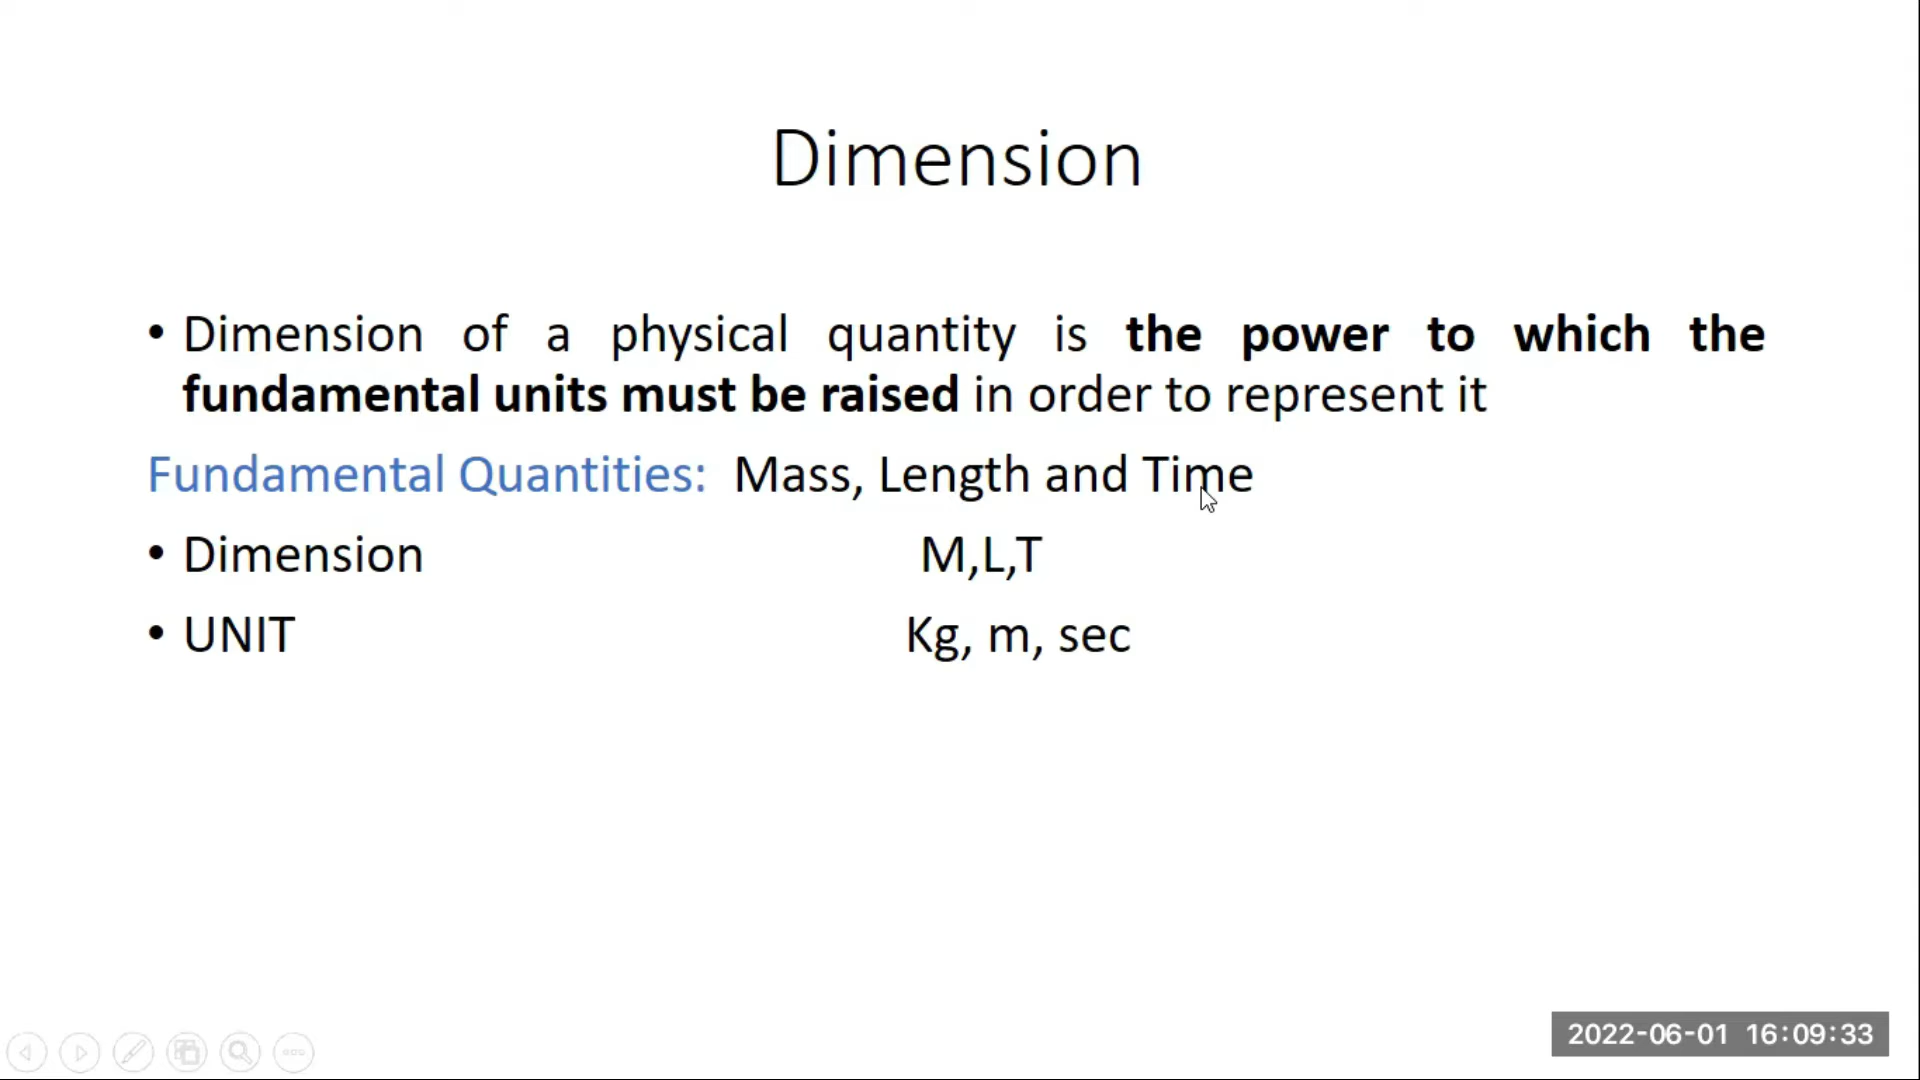 Dimension
• Dimension of a physical quantity is the power to which the
fundamental units must be raised in order to represent it
Fundamental Quantities: Mass, Length and Time
• Dimension M,L,T
• UNIT Kg, m, sec
2022-06-01 16:09:33